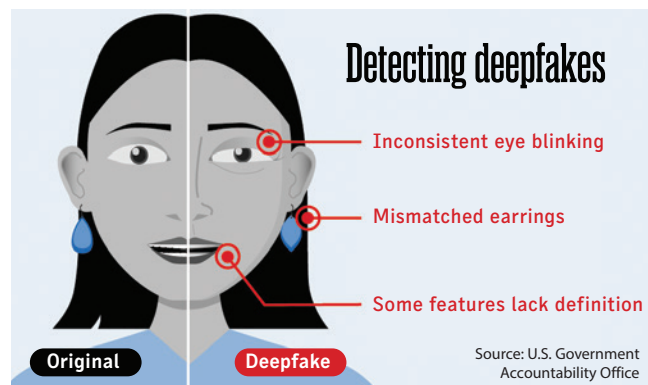 Detecting deepfakes
Inconsistent eye blinking
Mismatched earrings
Some features lack definition
Original
Deepfake
Source: U.S. Government
Accountability Office